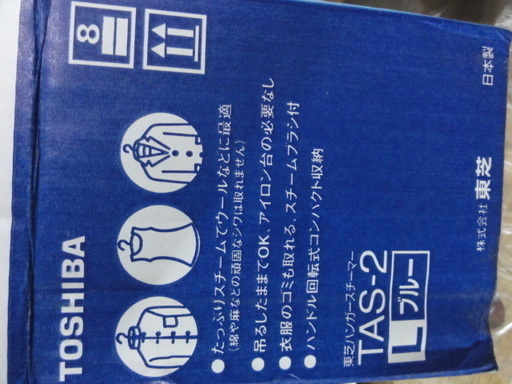 TOSHIBA
8
● たっぷりスチームでウールなどに最適
(綿や麻などの頑固なシワは取れません)
● 吊るしたままでOK、アイロン台の必要なし
● 衣服のゴミも取れる、スチームブラシ付
● ハンドル回転式コンパクト収納
東芝ハンガースチーマー
TAS-2
L ブルー
株式会社 東芝
日本製